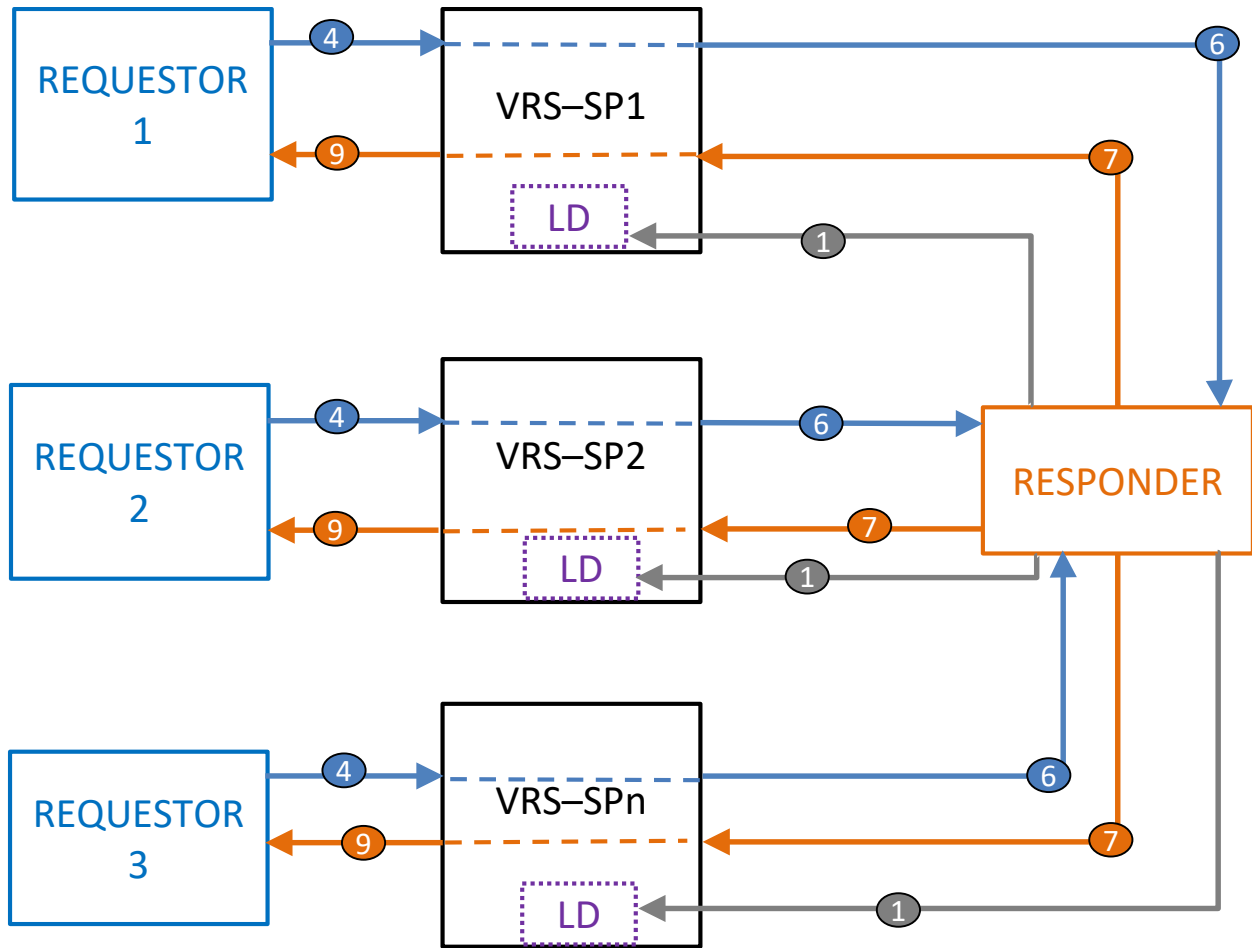 4
6
REQUESTOR
1
VRS–SP1
9
7
LD
1
4
6
REQUESTOR
2
VRS–SP2
RESPONDER
9
7
LD
1
4
6
REQUESTOR
3
VRS–SPn
9
7
LD
1